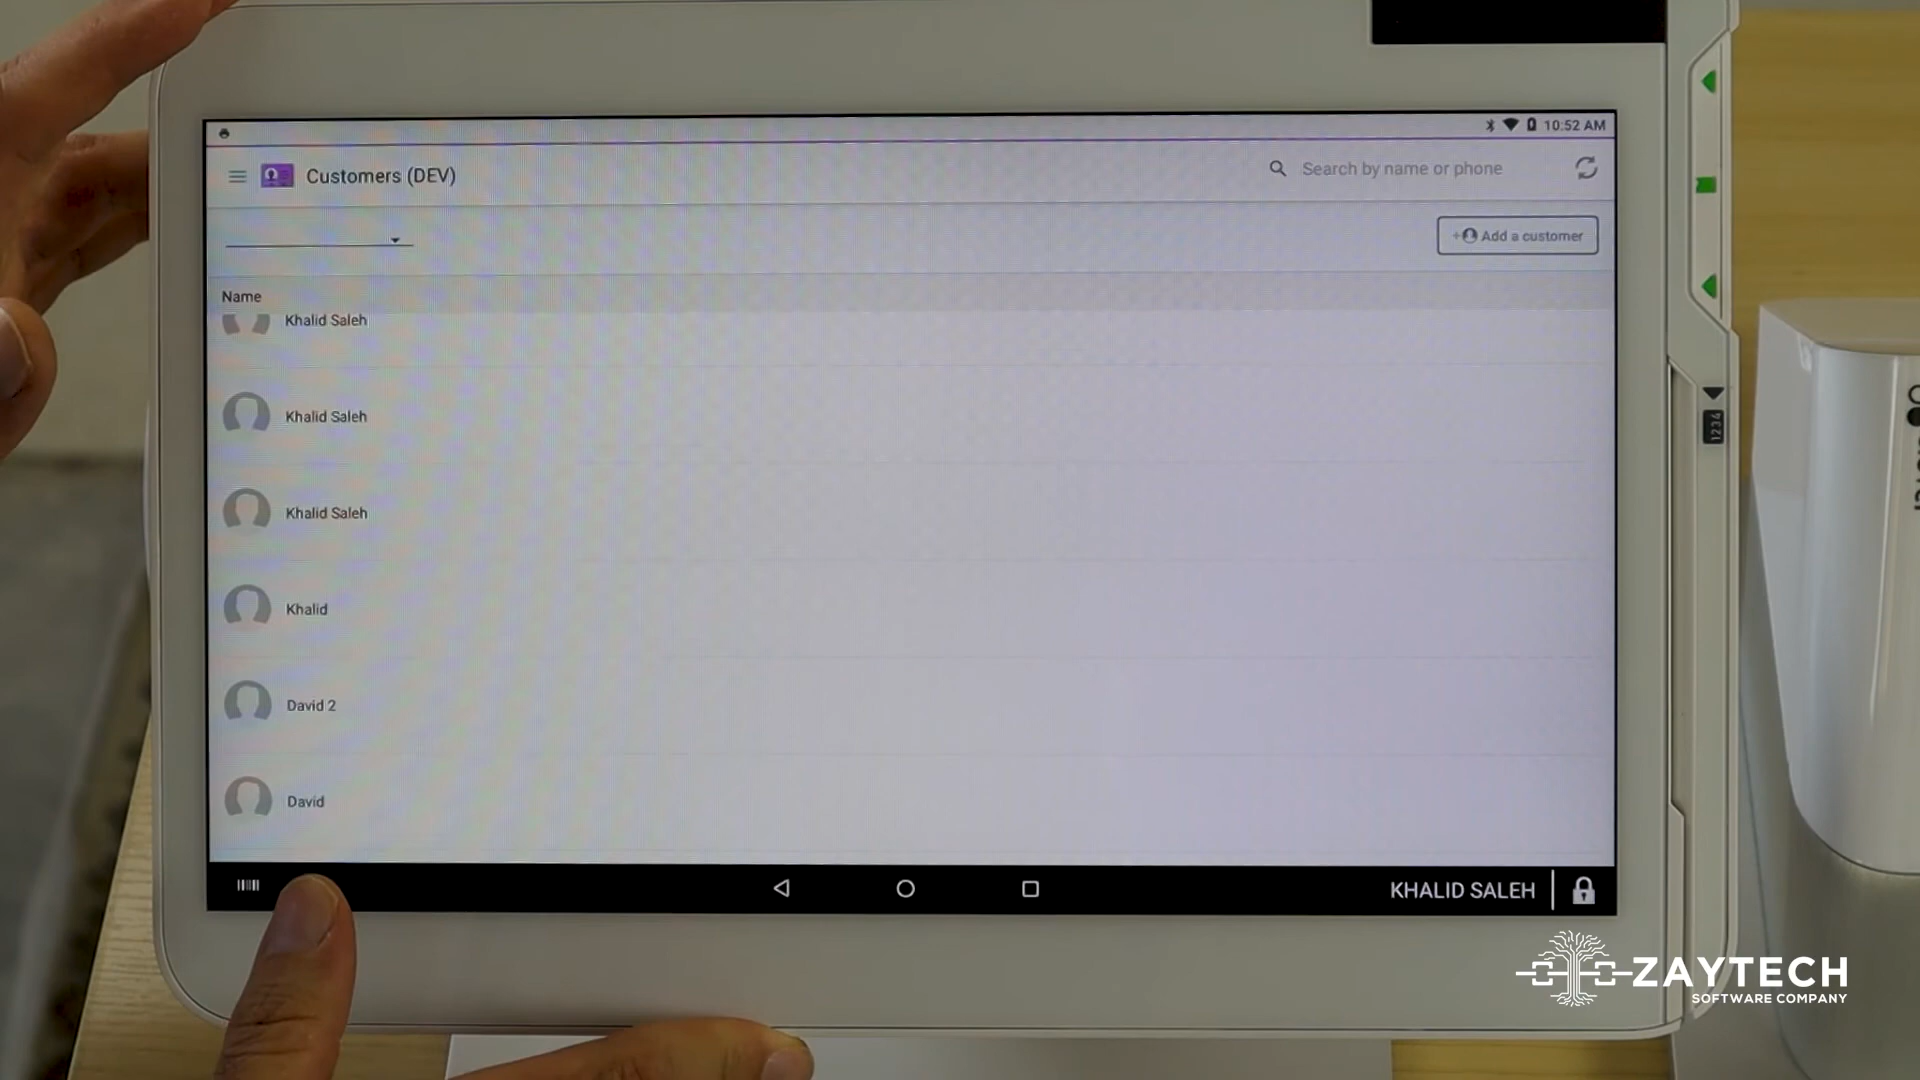 10:52 AM
Customers (DEV)
Search by name or phone
Add a customer
Name
Khalid Saleh
Khalid Saleh
Khalid Saleh
Khalid
David 2
David
KHALID SALEH
1234
ZAYTECH
SOFTWARE COMPANY